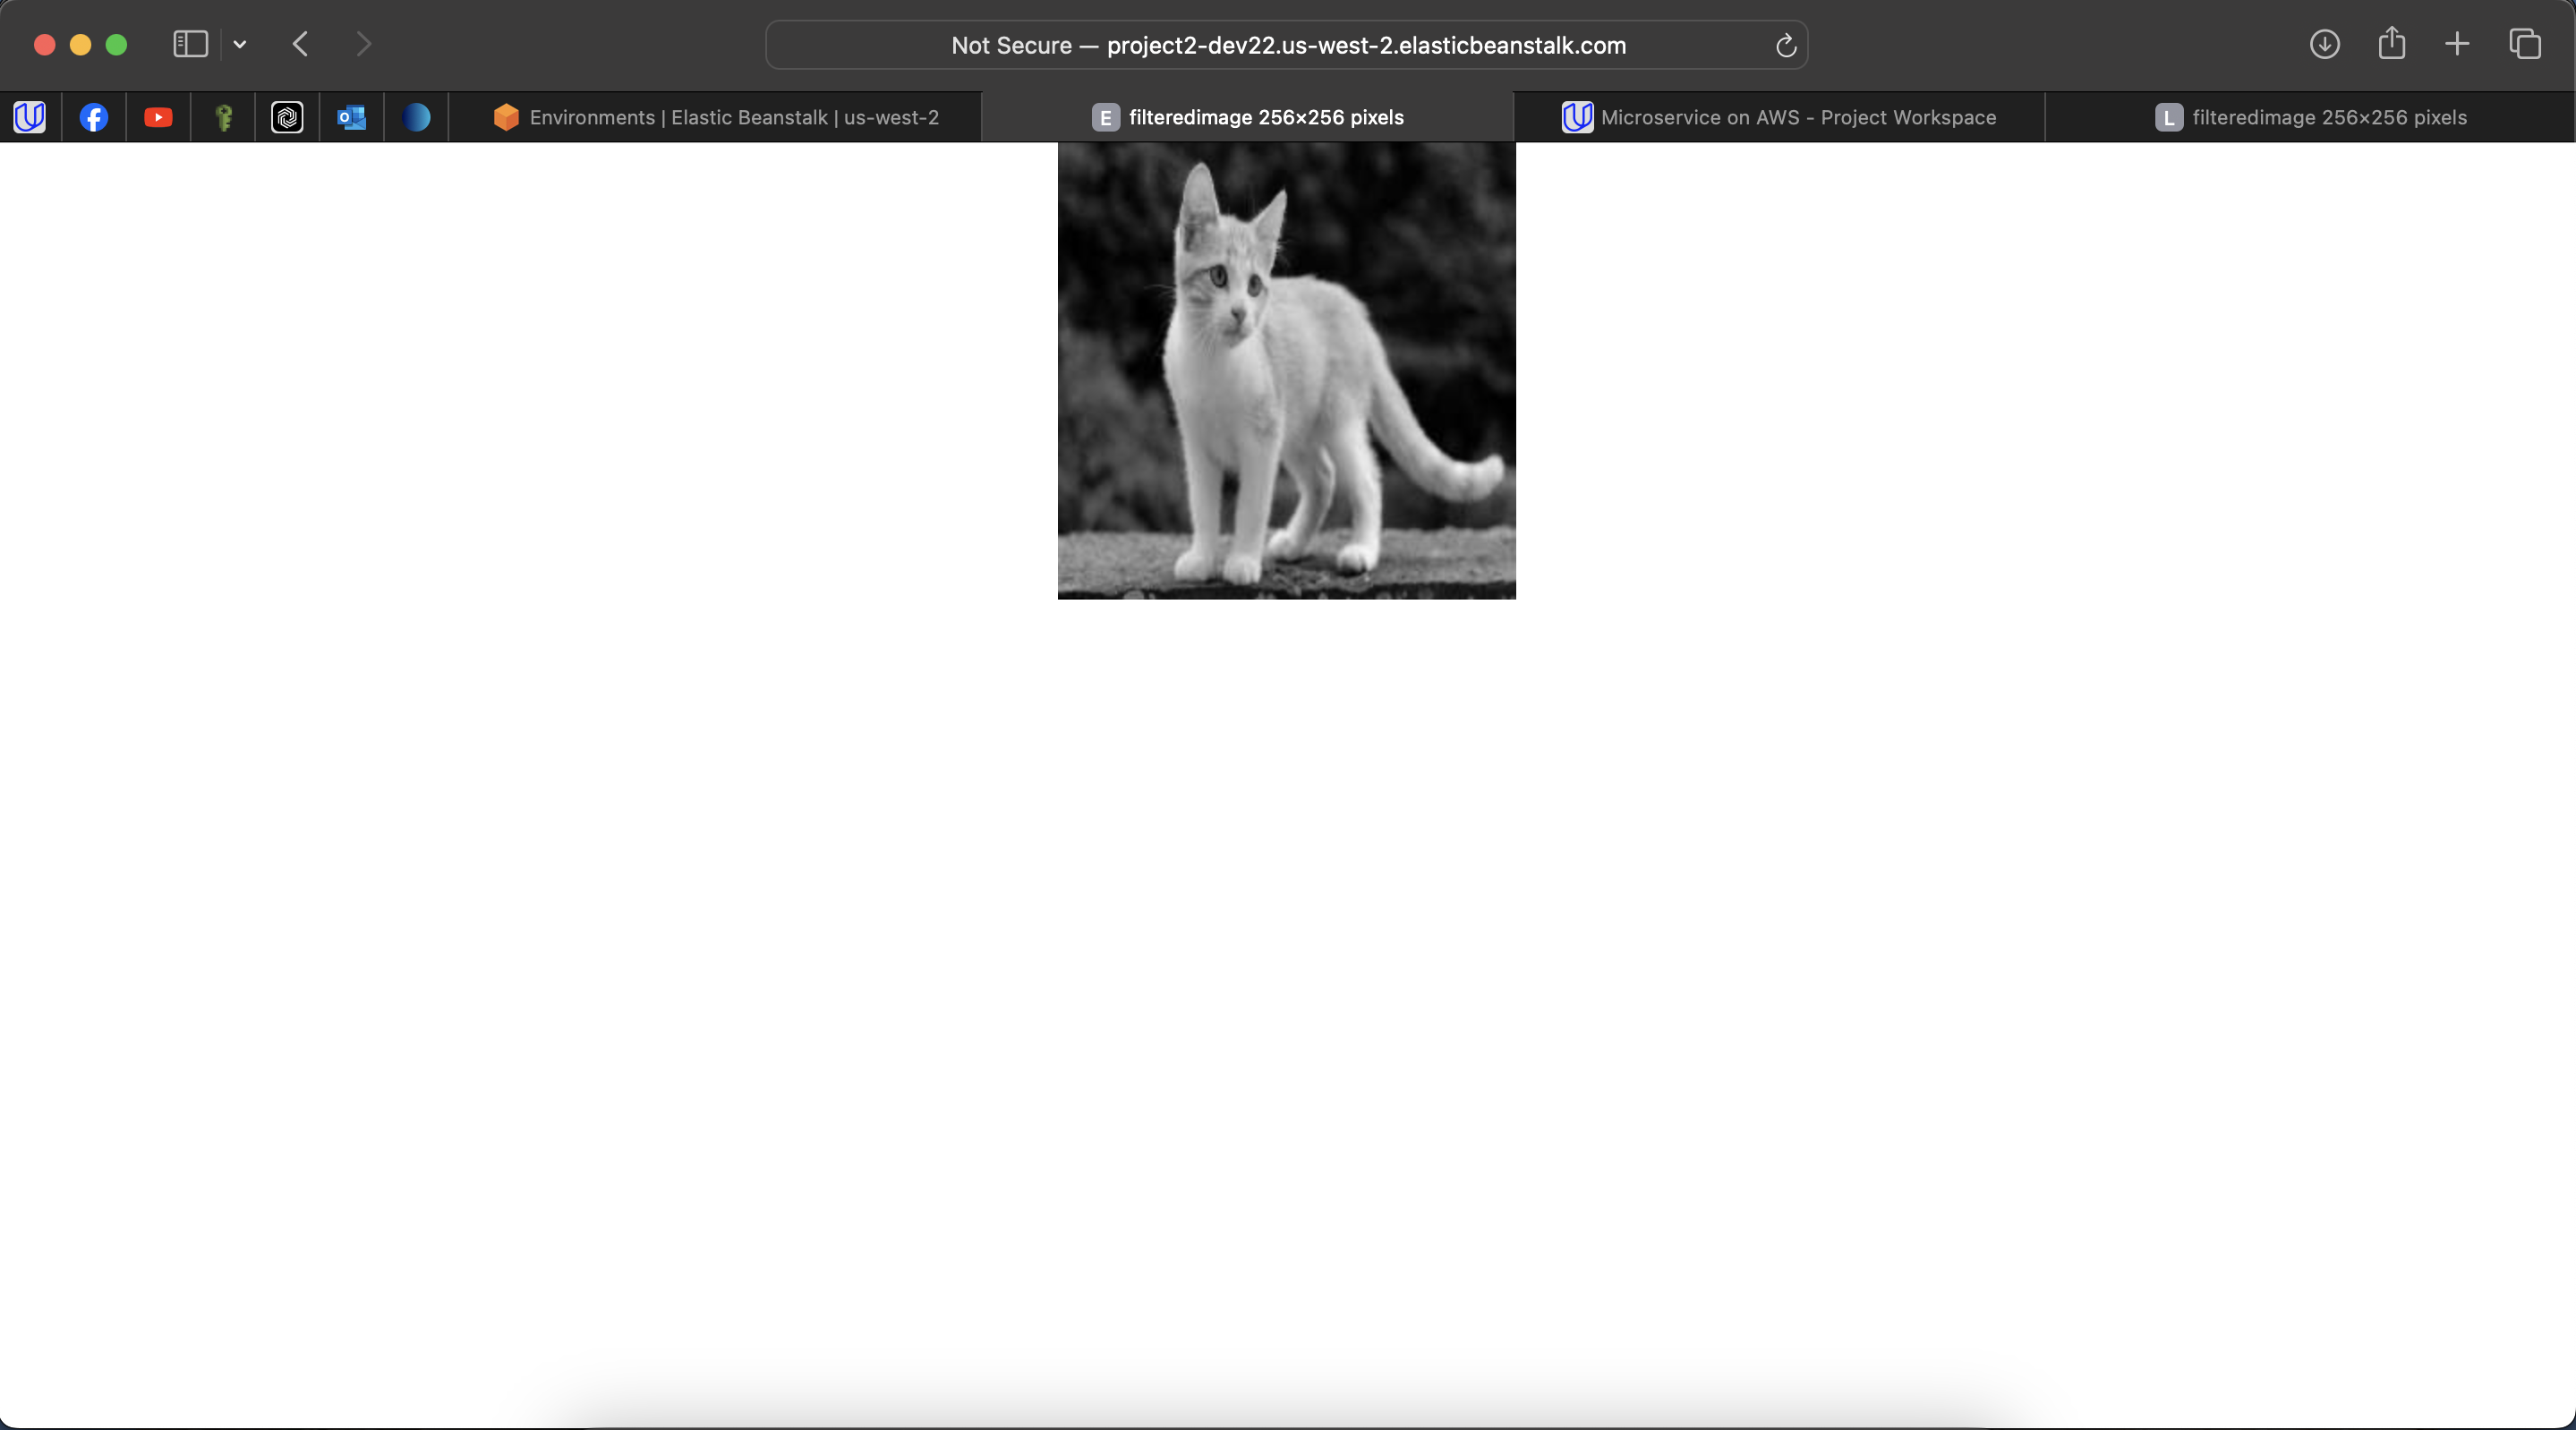 Not Secure — project2-dev22.us-west-2.elasticbeanstalk.com
Environments | Elastic Beanstalk | us-west-2
E filteredimage 256×256 pixels
Microservice on AWS - Project Workspace
L filteredimage 256×256 pixels